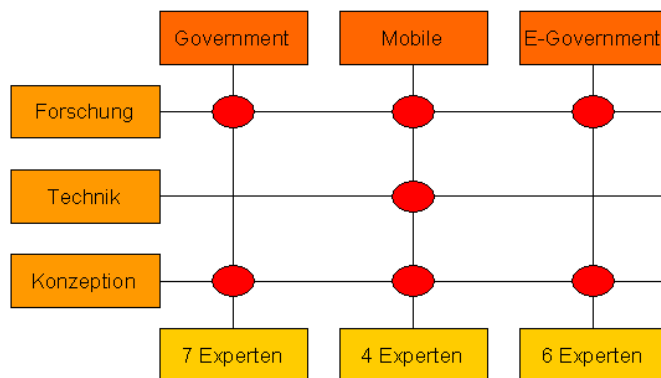 Government
Mobile
E-Government
Forschung
Technik
Konzeption
7 Experten
4 Experten
6 Experten